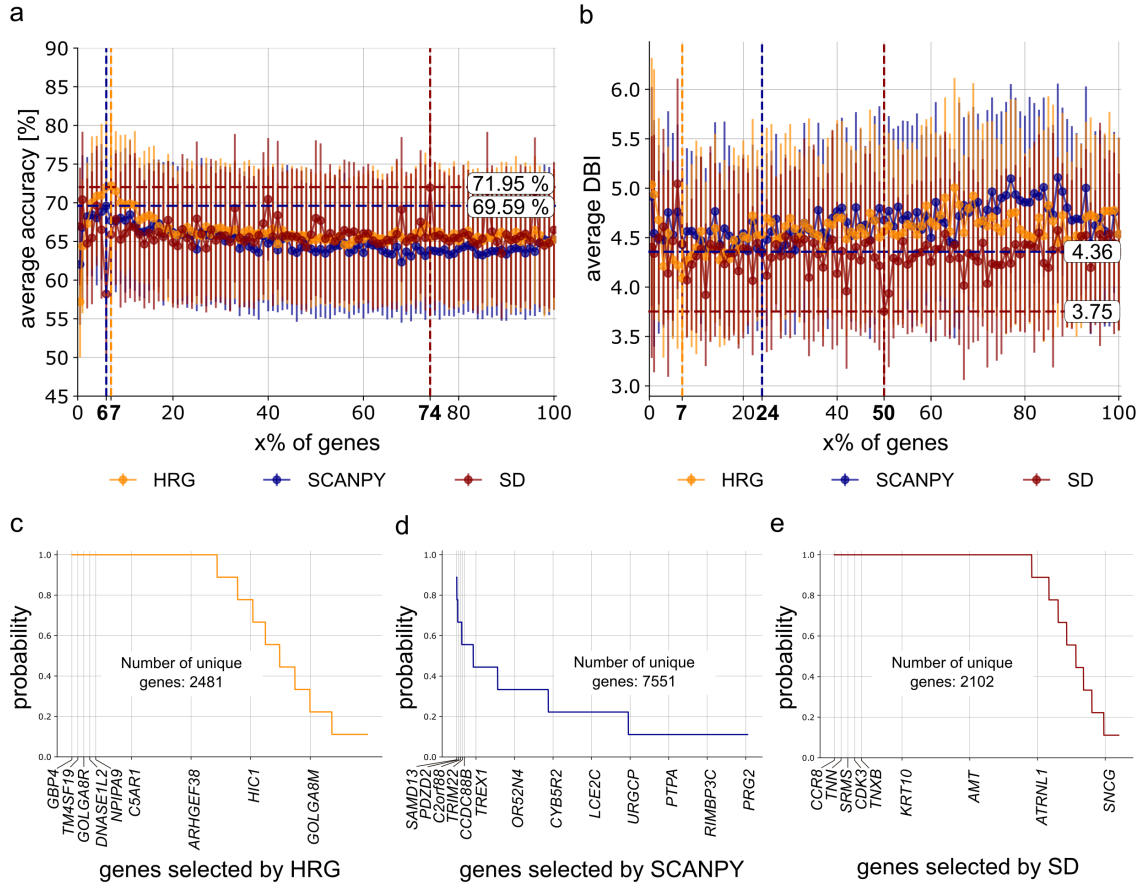 a
average accuracy [%]
90
85
80
75
70
65
60
55
50
45
71.95 %
69.59 %
0 6 7 20 40 60 74 80 100
x% of genes
HRG SCANPY SD
b
average DBI
6.0
5.5
5.0
4.5
4.0
3.5
3.0
4.36
3.75
0 7 20 24 40 50 60 80 100
x% of genes
HRG SCANPY SD
c
probability
1.0
0.8
0.6
0.4
0.2
0.0
Number of unique
genes: 2481
GBP4
TM4SF19
GOLGA8R
DNASE1L2
NPIPA9
C5AR1
ARHGEF38
HIC1
GOLGA8M
genes selected by HRG
d
probability
1.0
0.8
0.6
0.4
0.2
0.0
Number of unique
genes: 7551
SAMD13
PDZD2
C2orf88
TRIM22
CCDC88B
TREX1
OR52N4
CYB5R2
LCE2C
URGCP
PTPA
RIMBP3C
PRG2
genes selected by SCANPY
e
probability
1.0
0.8
0.6
0.4
0.2
0.0
Number of unique
genes: 2102
CCR8
TNN
SRMS
CDK3
TNXB
KRT10
AMT
ATRNL1
SNCG
genes selected by SD